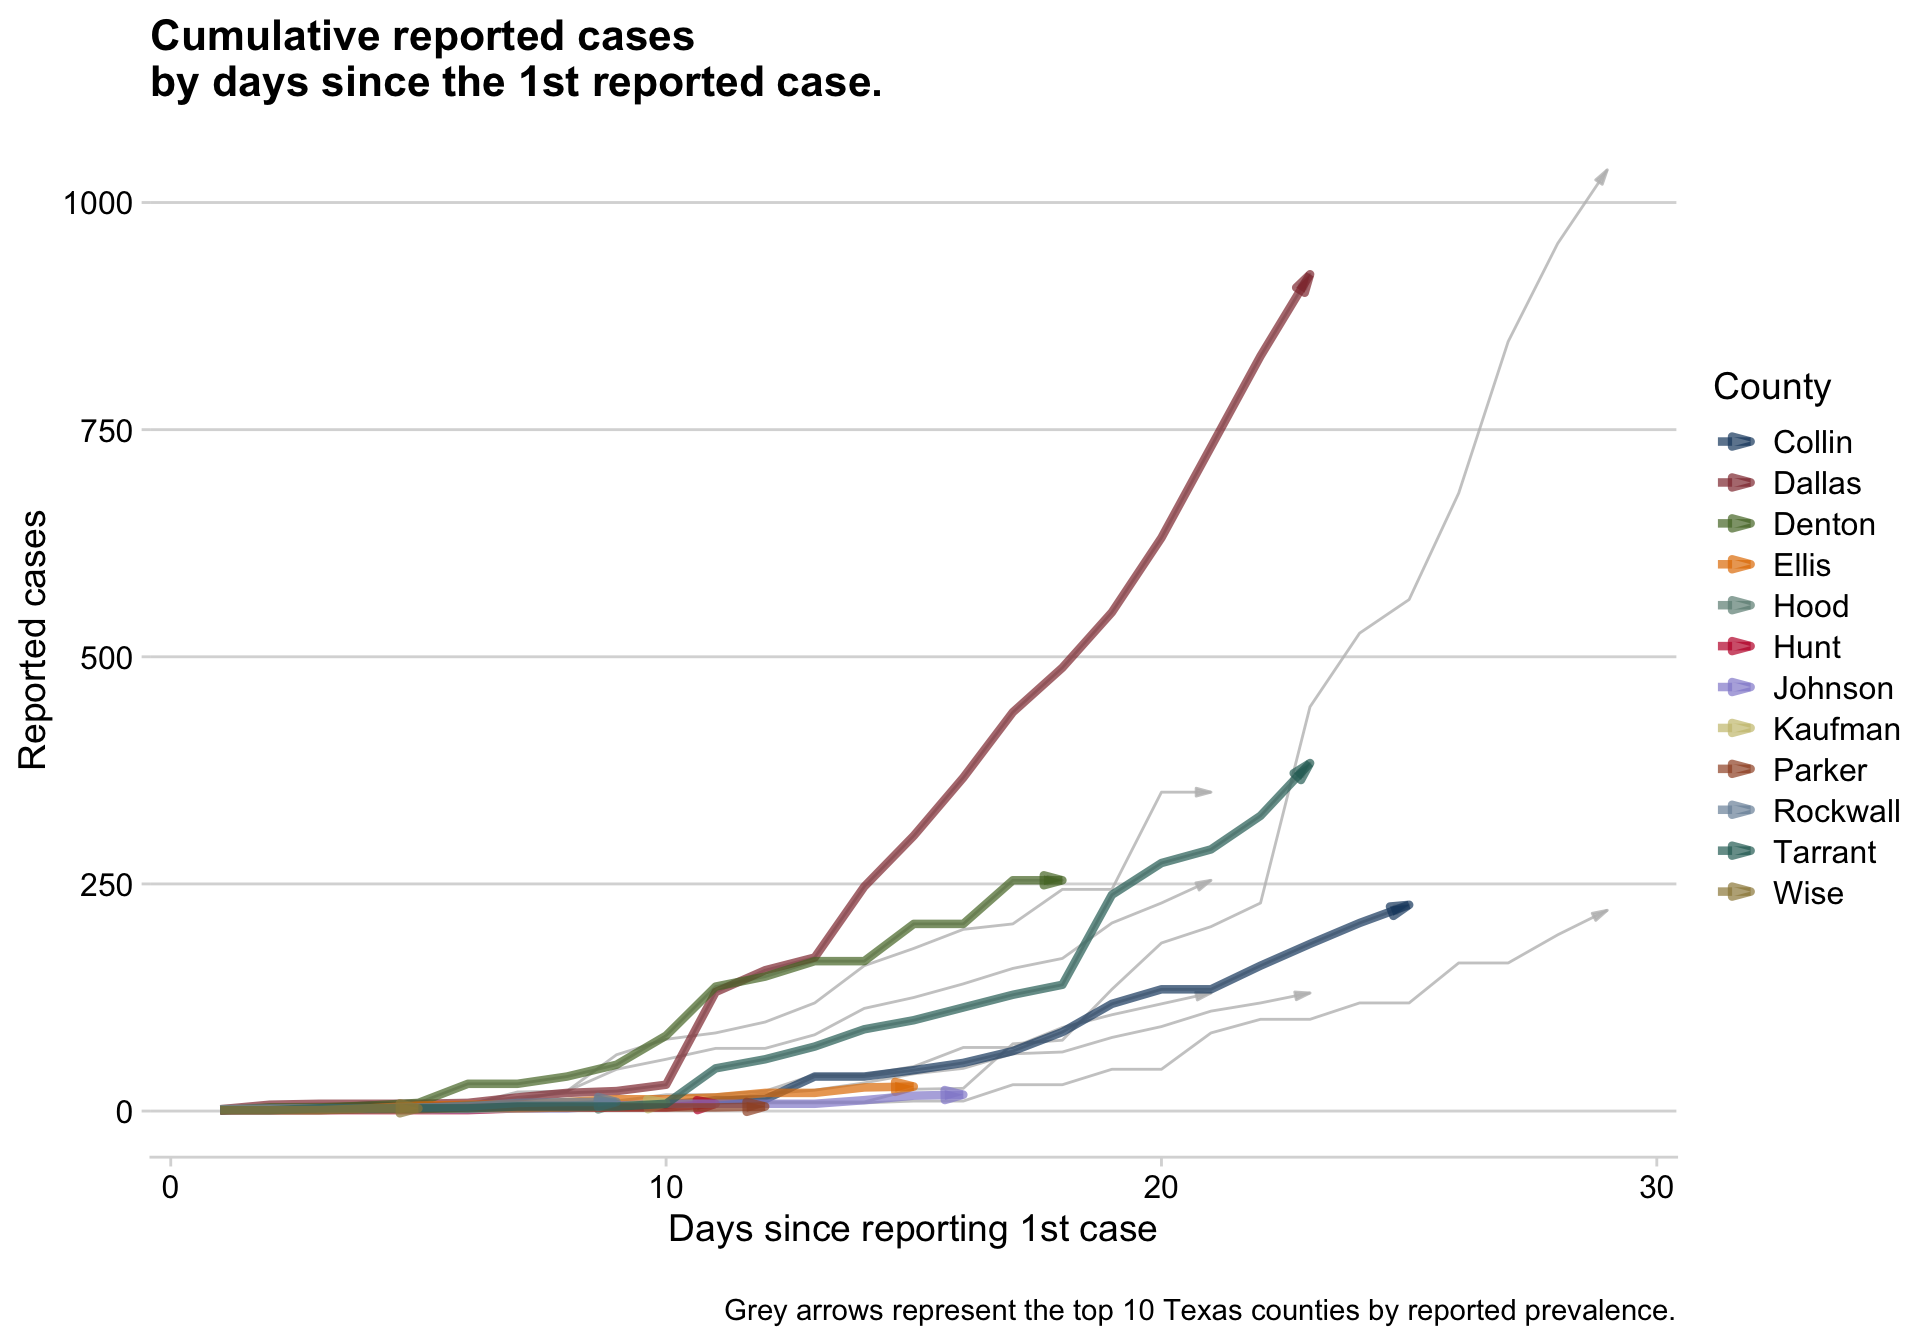 Cumulative reported cases
by days since the 1st reported case.
1000
750
500
250
0
Reported cases
0 10 20 30
Days since reporting 1st case
County
Collin
Dallas
Denton
Ellis
Hood
Hunt
Johnson
Kaufman
Parker
Rockwall
Tarrant
Wise
Grey arrows represent the top 10 Texas counties by reported prevalence.